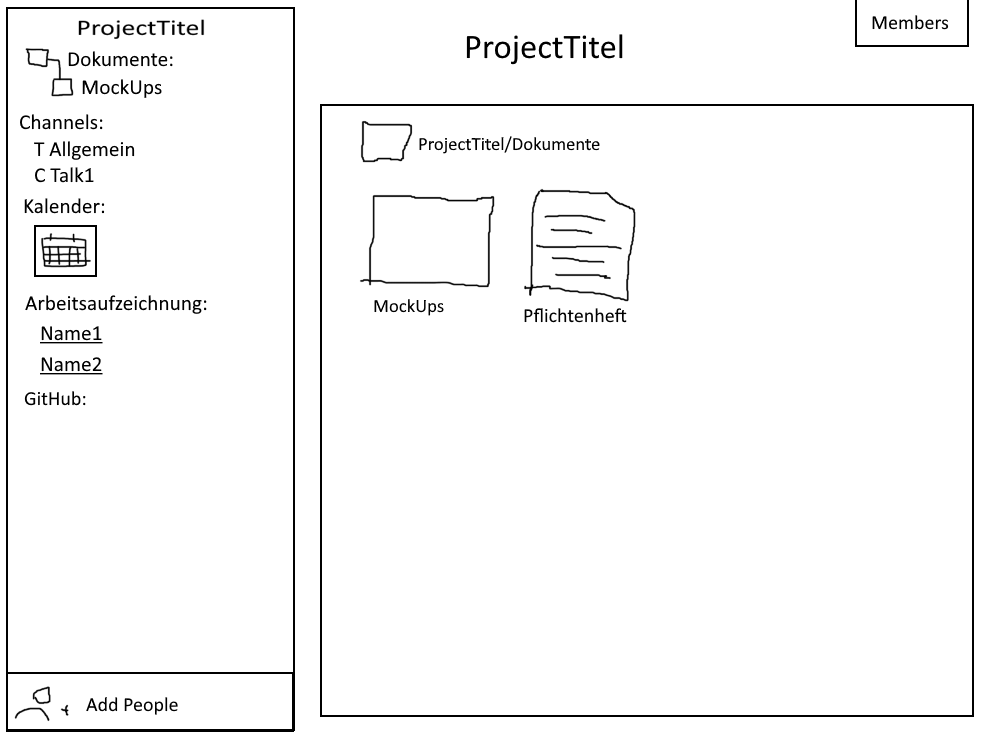 ProjectTitel
Dokumente:
MockUps
Channels:
T Allgemein
C Talk1
Kalender:
Arbeitsaufzeichnung:
Name1
Name2
GitHub:
Add People
ProjectTitel
Members
ProjectTitel/Dokumente
MockUps
Pflichtenheft